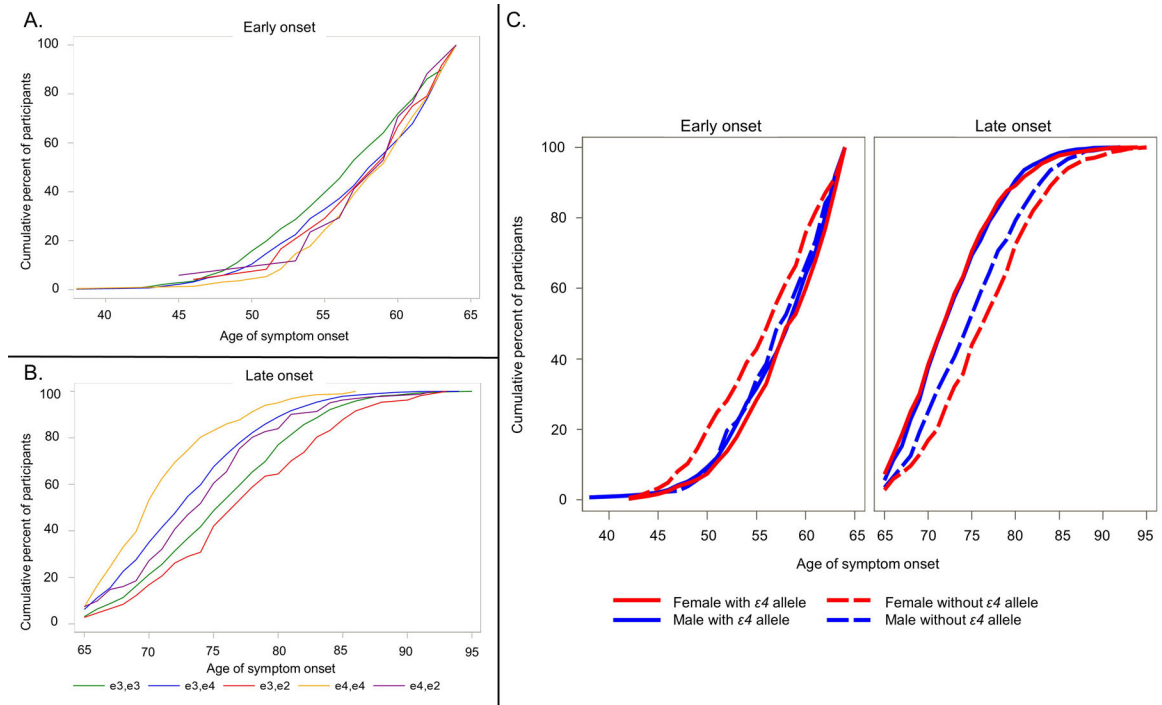 A.
Early onset
Cumulative percent of participants
100
80
60
40
20
0
40 45 50 55 60 65
Age of symptom onset
B.
Late onset
Cumulative percent of participants
100
80
60
40
20
0
65 70 75 80 85 90 95
Age of symptom onset
e3,e3 e3,e4 e3,e2 e4,e4 e4,e2
C.
Early onset Late onset
Cumulative percent of participants
100
80
60
40
20
0
40 45 50 55 60 65 65 70 75 80 85 90 95
Age of symptom onset
Female with ε4 allele Female without ε4 allele
Male with ε4 allele Male without ε4 allele